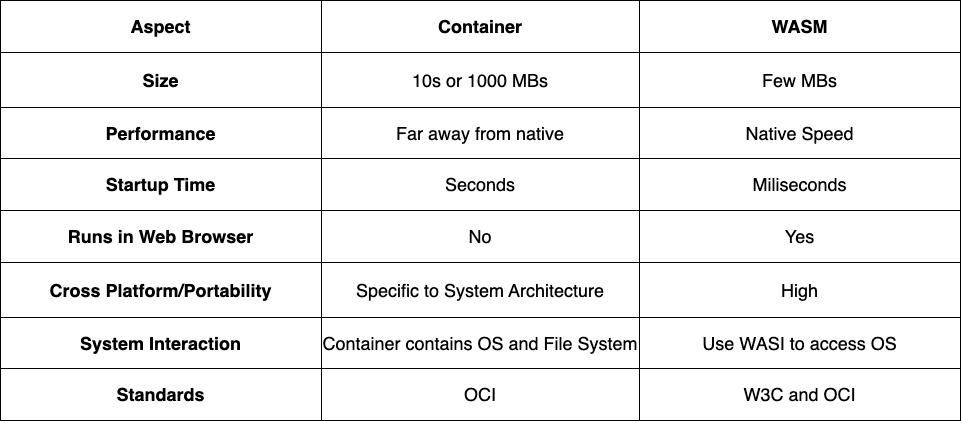 Aspect Container WASM
Size 10s or 1000 MBs Few MBs
Performance Far away from native Native Speed
Startup Time Seconds Miliseconds
Runs in Web Browser No Yes
Cross Platform/Portability Specific to System Architecture High
System Interaction Container contains OS and File System Use WASI to access OS
Standards OCI W3C and OCI